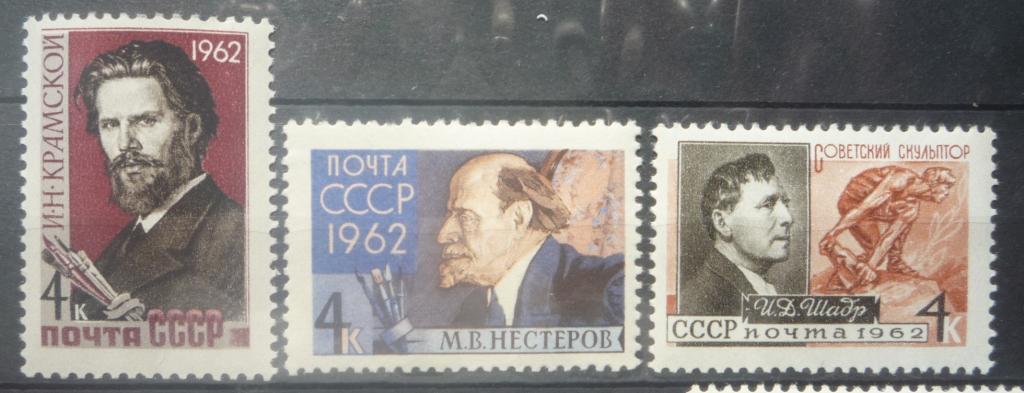 И·Н·КРАМСКОЙ
1962
4к
ПОЧТА СССР
ПОЧТА
СССР
1962
4к
М.В.НЕСТЕРОВ
СОВЕТСКИЙ СКУЛЬПТОР
И.Д.Шадр
4к
СССР почта 1962